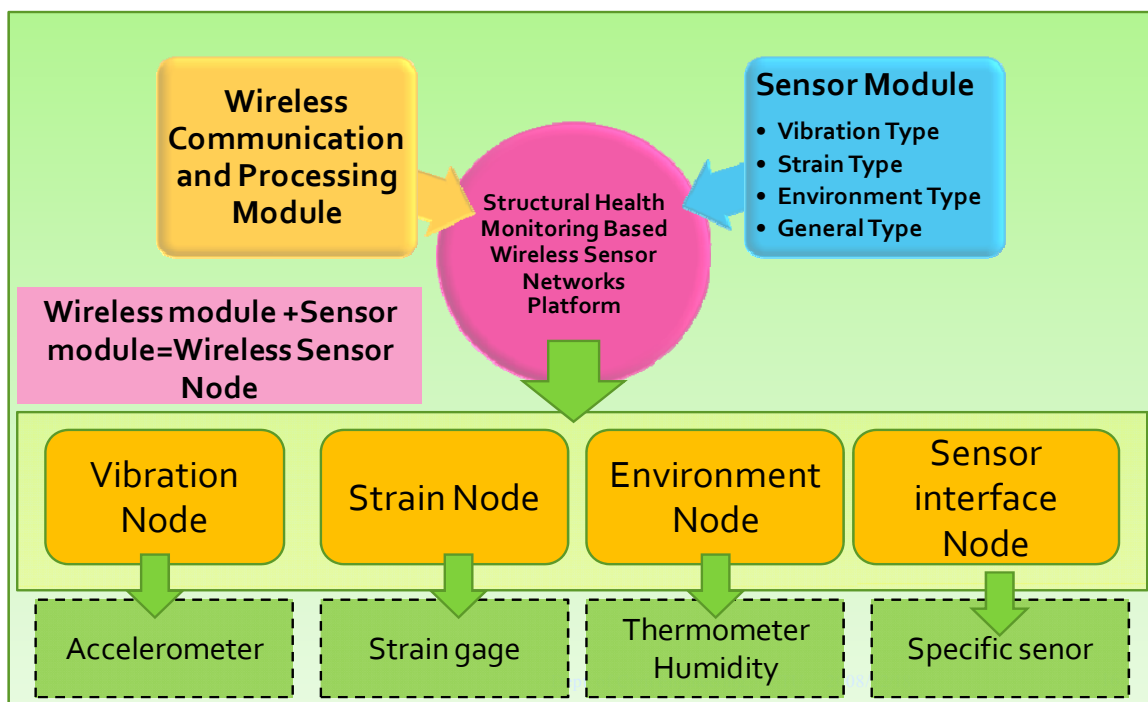 Wireless
Communication
and Processing
Module
Sensor Module
• Vibration Type
• Strain Type
• Environment Type
• General Type
Structural Health
Monitoring Based
Wireless Sensor
Networks
Platform
Wireless module +Sensor
module=Wireless Sensor
Node
Vibration
Node
Strain Node
Environment
Node
Sensor
interface
Node
Accelerometer
Strain gage
Thermometer
Humidity
Specific senor